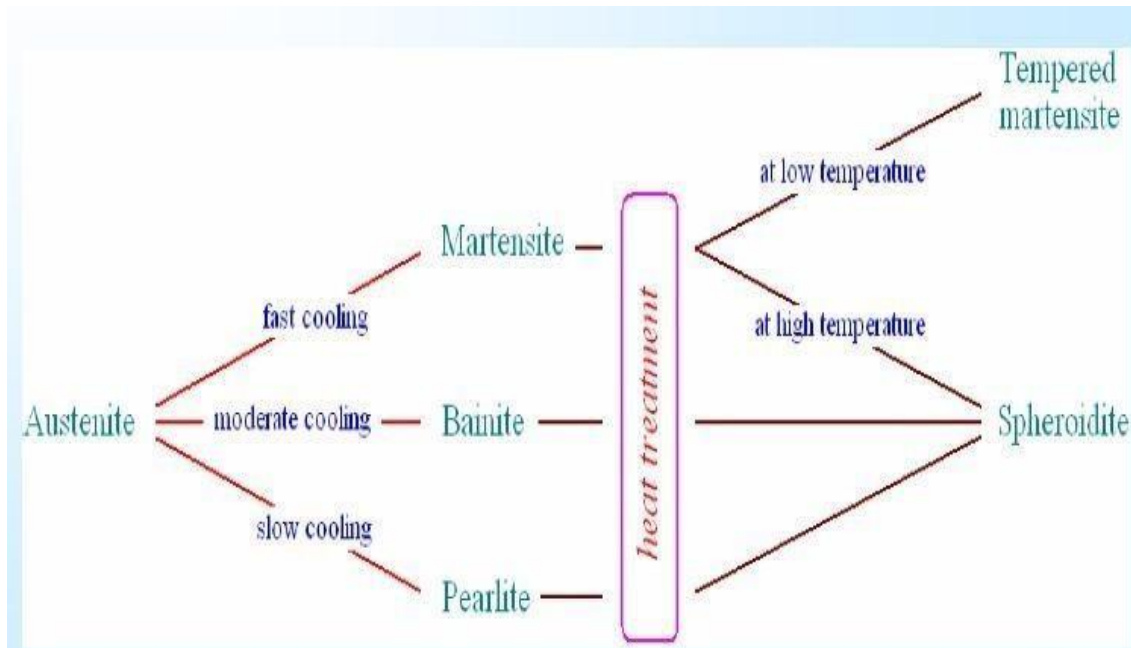 Tempered
martensite
at low temperature
Martensite
fast cooling
heat treatment
at high temperature
Austenite
moderate cooling
Bainite
Spheroidite
slow cooling
Pearlite